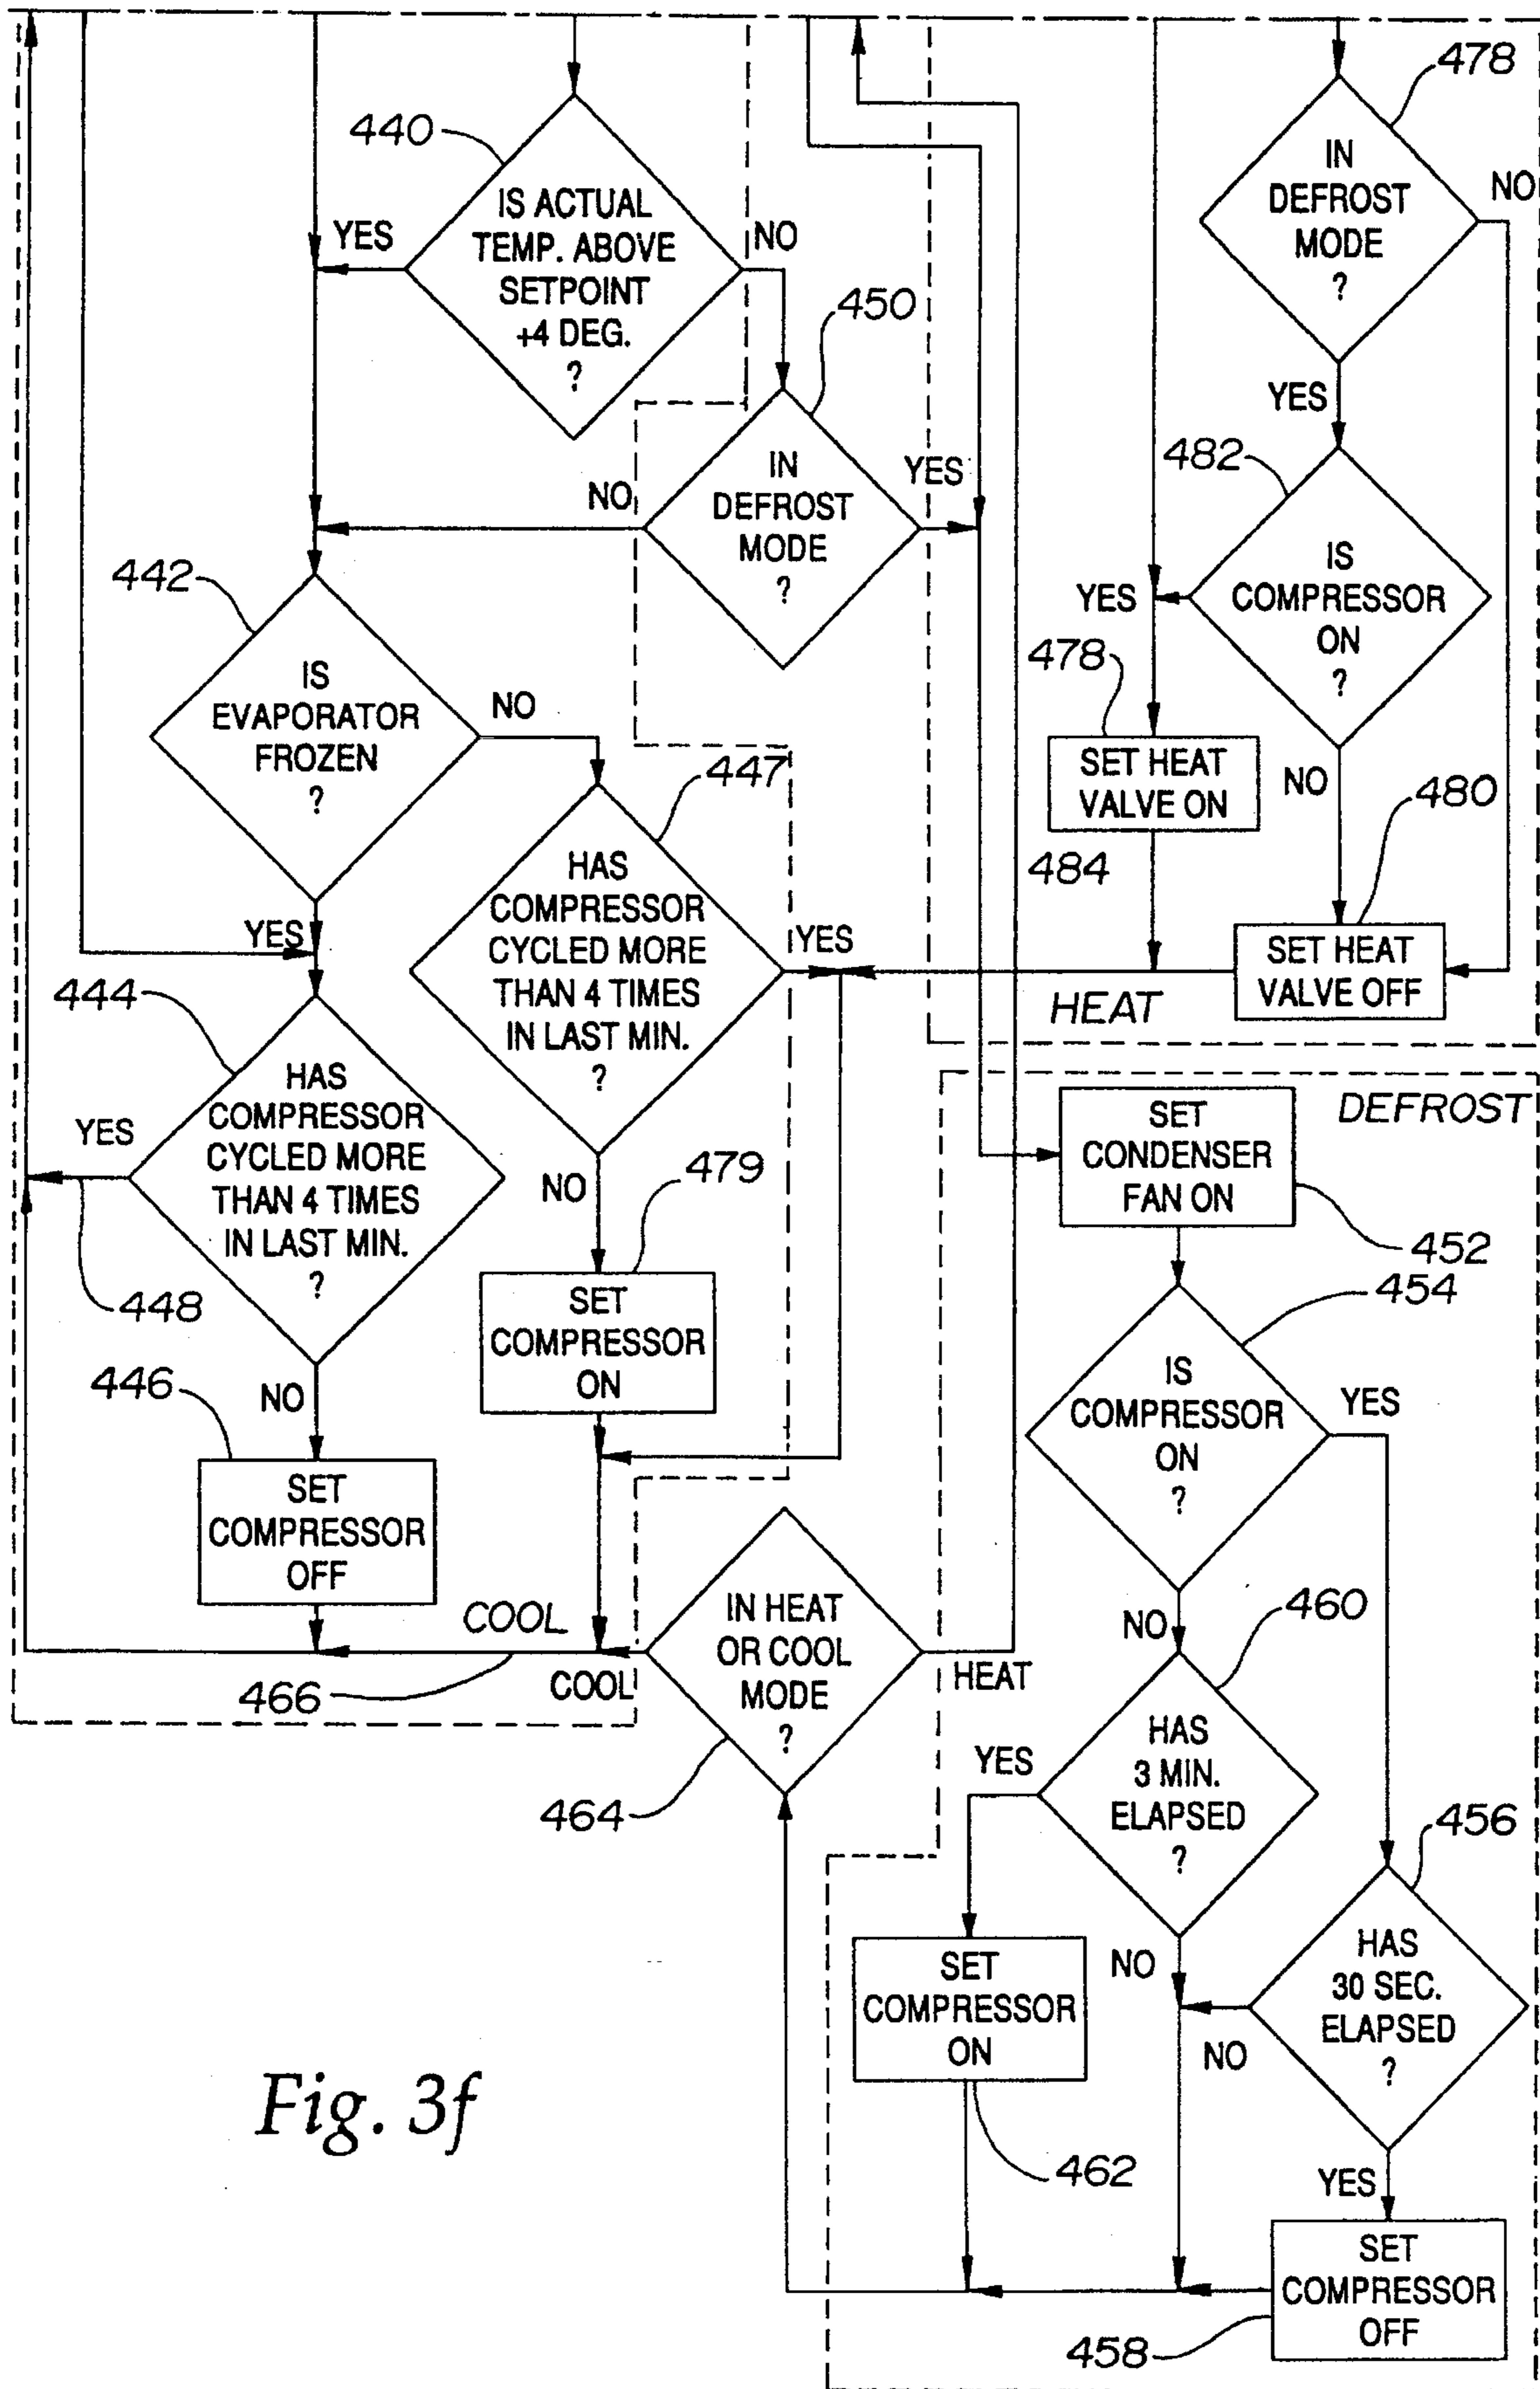 440
IS ACTUAL
TEMP. ABOVE
SETPOINT
+4 DEG.
?
YES
NO
450
IN
DEFROST
MODE
?
NO
YES
442
IS
EVAPORATOR
FROZEN
?
NO
YES
447
HAS
COMPRESSOR
CYCLED MORE
THAN 4 TIMES
IN LAST MIN.
?
YES
NO
444
HAS
COMPRESSOR
CYCLED MORE
THAN 4 TIMES
IN LAST MIN.
?
YES
448
NO
479
SET
COMPRESSOR
ON
446
SET
COMPRESSOR
OFF
COOL
466
COOL
IN HEAT
OR COOL
MODE
?
HEAT
464
478
IN
DEFROST
MODE
?
NO
YES
482
IS
COMPRESSOR
ON
?
YES
NO
478
SET HEAT
VALVE ON
484
480
SET HEAT
VALVE OFF
HEAT
DEFROST
SET
CONDENSER
FAN ON
452
454
IS
COMPRESSOR
ON
?
YES
NO
460
HAS
3 MIN.
ELAPSED
?
YES
NO
456
HAS
30 SEC.
ELAPSED
?
NO
YES
SET
COMPRESSOR
ON
462
SET
COMPRESSOR
OFF
458
Fig. 3f